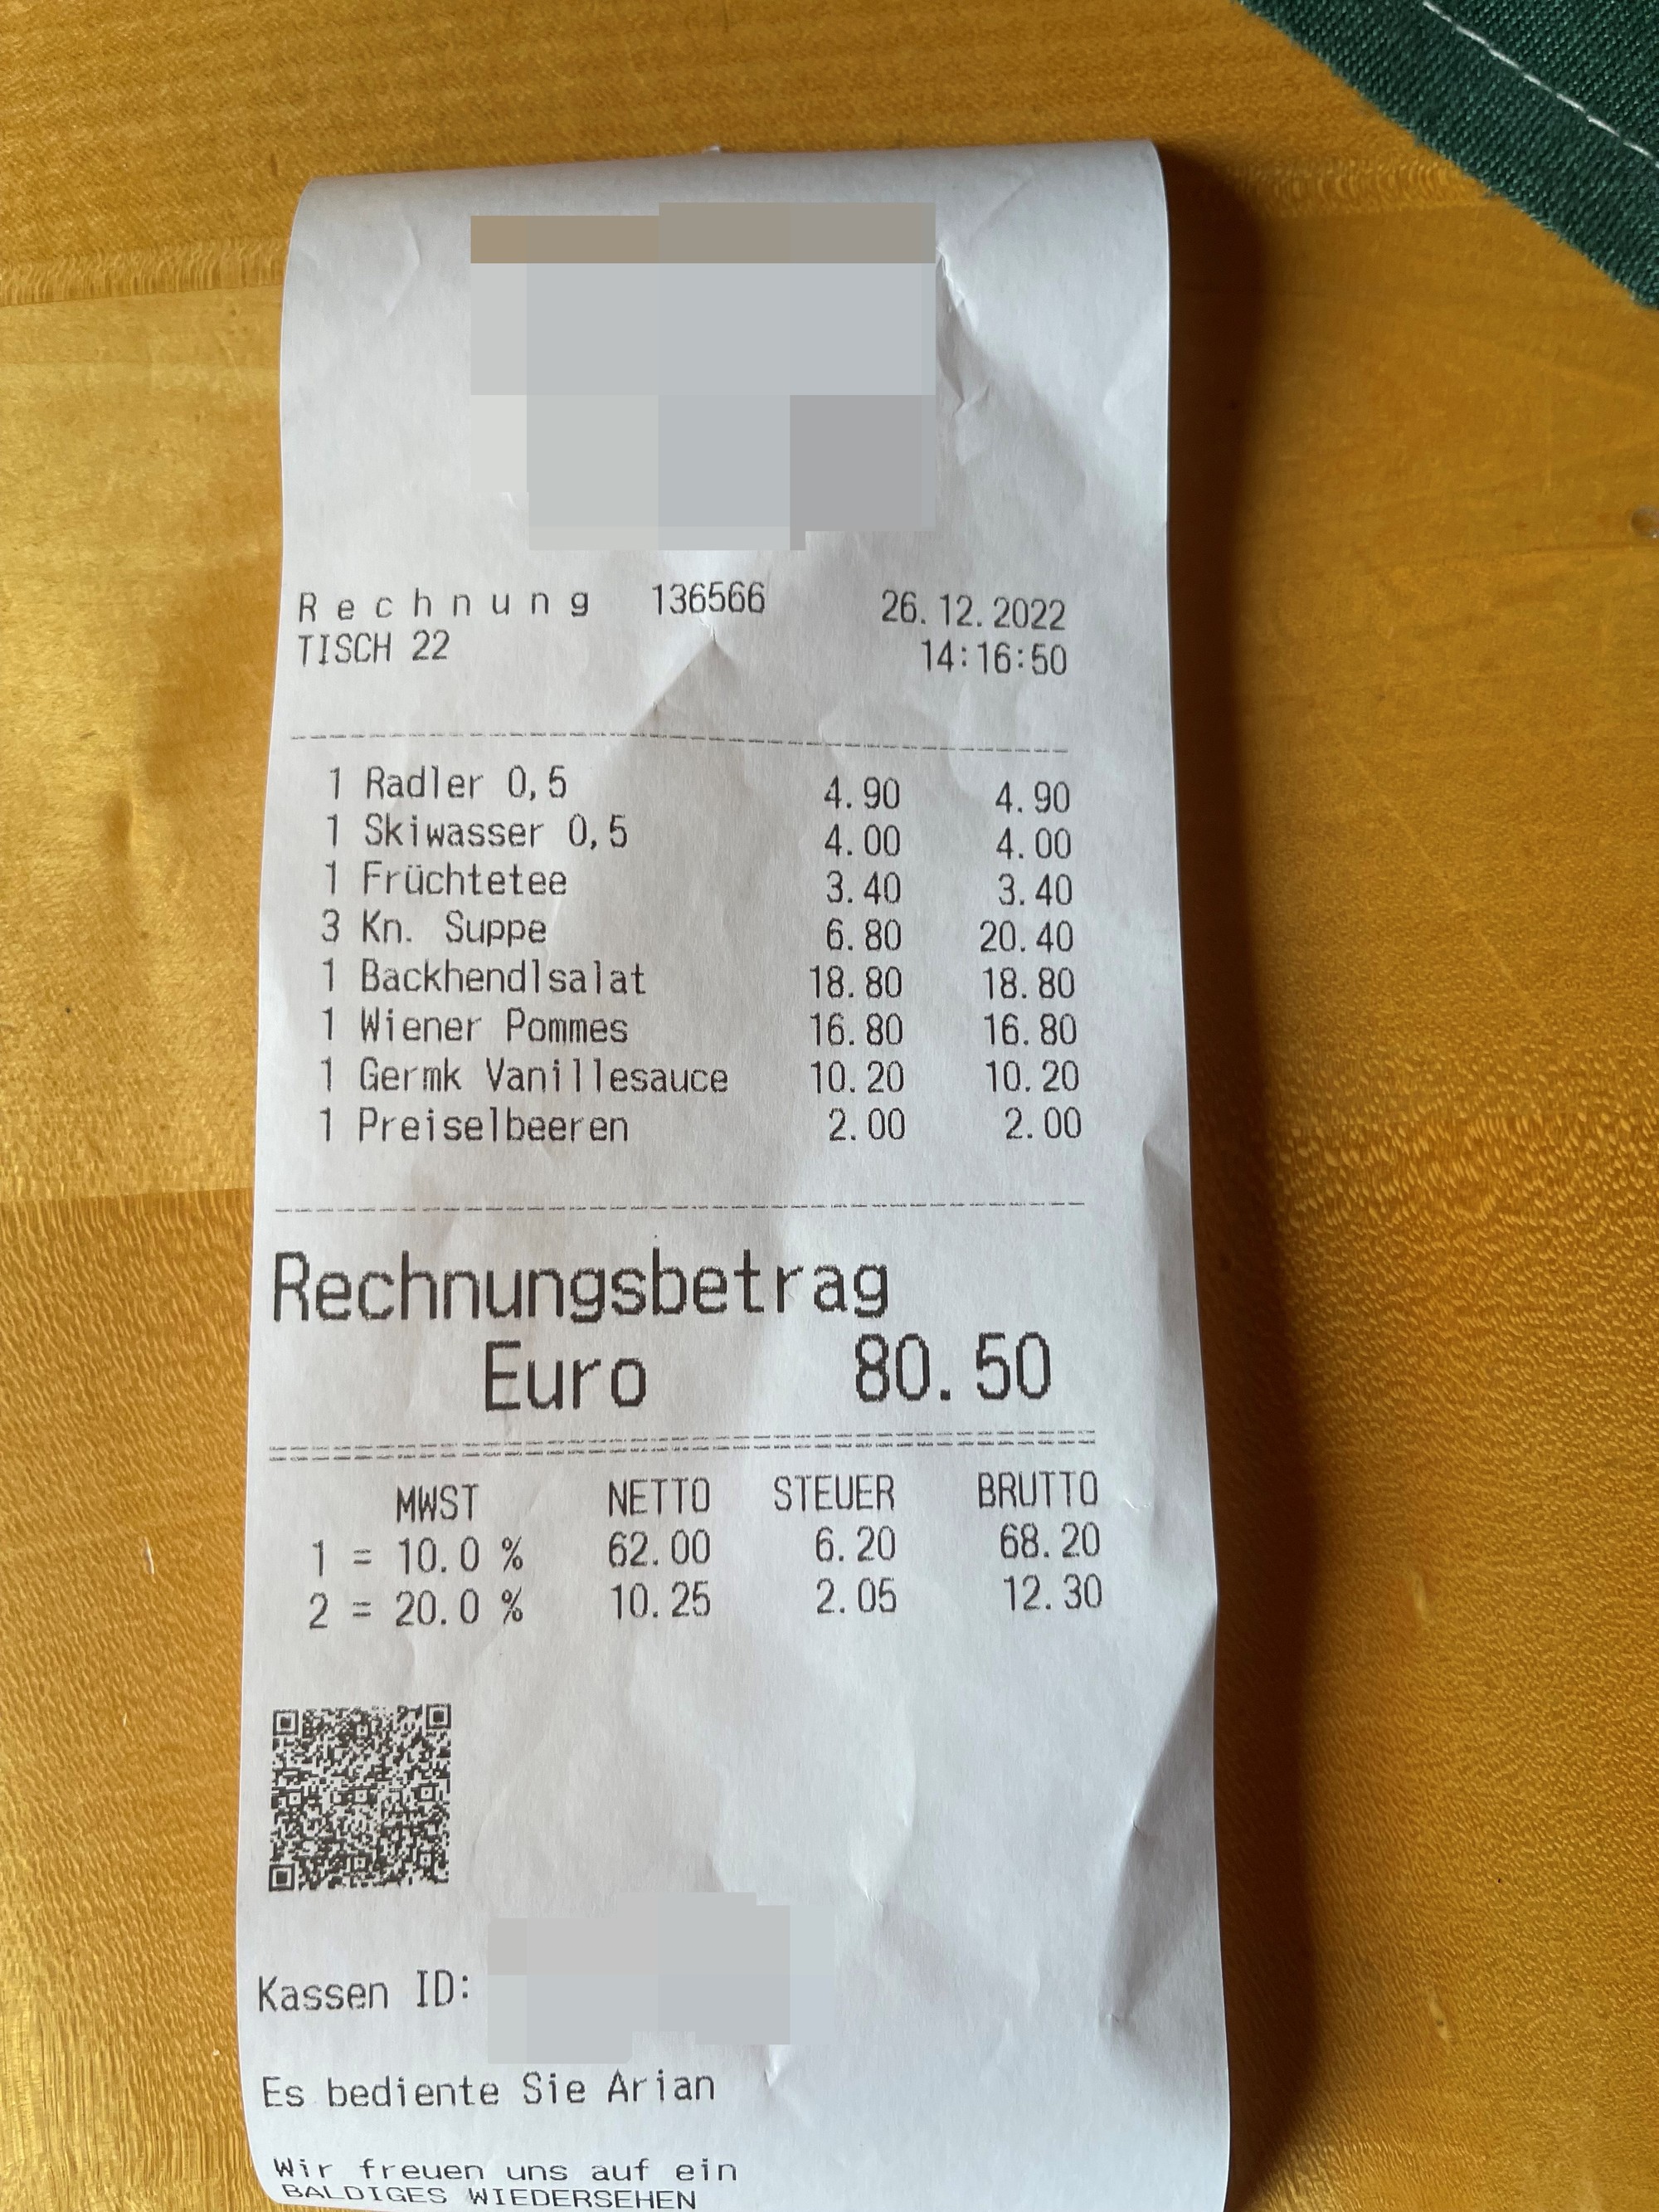 Rechnung 136566 26.12.2022
TISCH 22 14:16:50
1 Radler 0,5 4.90 4.90
1 Skiwasser 0,5 4.00 4.00
1 Früchtetee 3.40 3.40
3 Kn. Suppe 6.80 20.40
1 Backhendlsalat 18.80 18.80
1 Wiener Pommes 16.80 16.80
1 Germk Vanillesauce 10.20 10.20
1 Preiselbeeren 2.00 2.00
Rechnungsbetrag
Euro 80.50
MWST NETTO STEUER BRUTTO
1 = 10.0 % 62.00 6.20 68.20
2 = 20.0 % 10.25 2.05 12.30
Kassen ID:
Es bediente Sie Arian
Wir freuen uns auf ein
BALDIGES WIEDERSEHEN